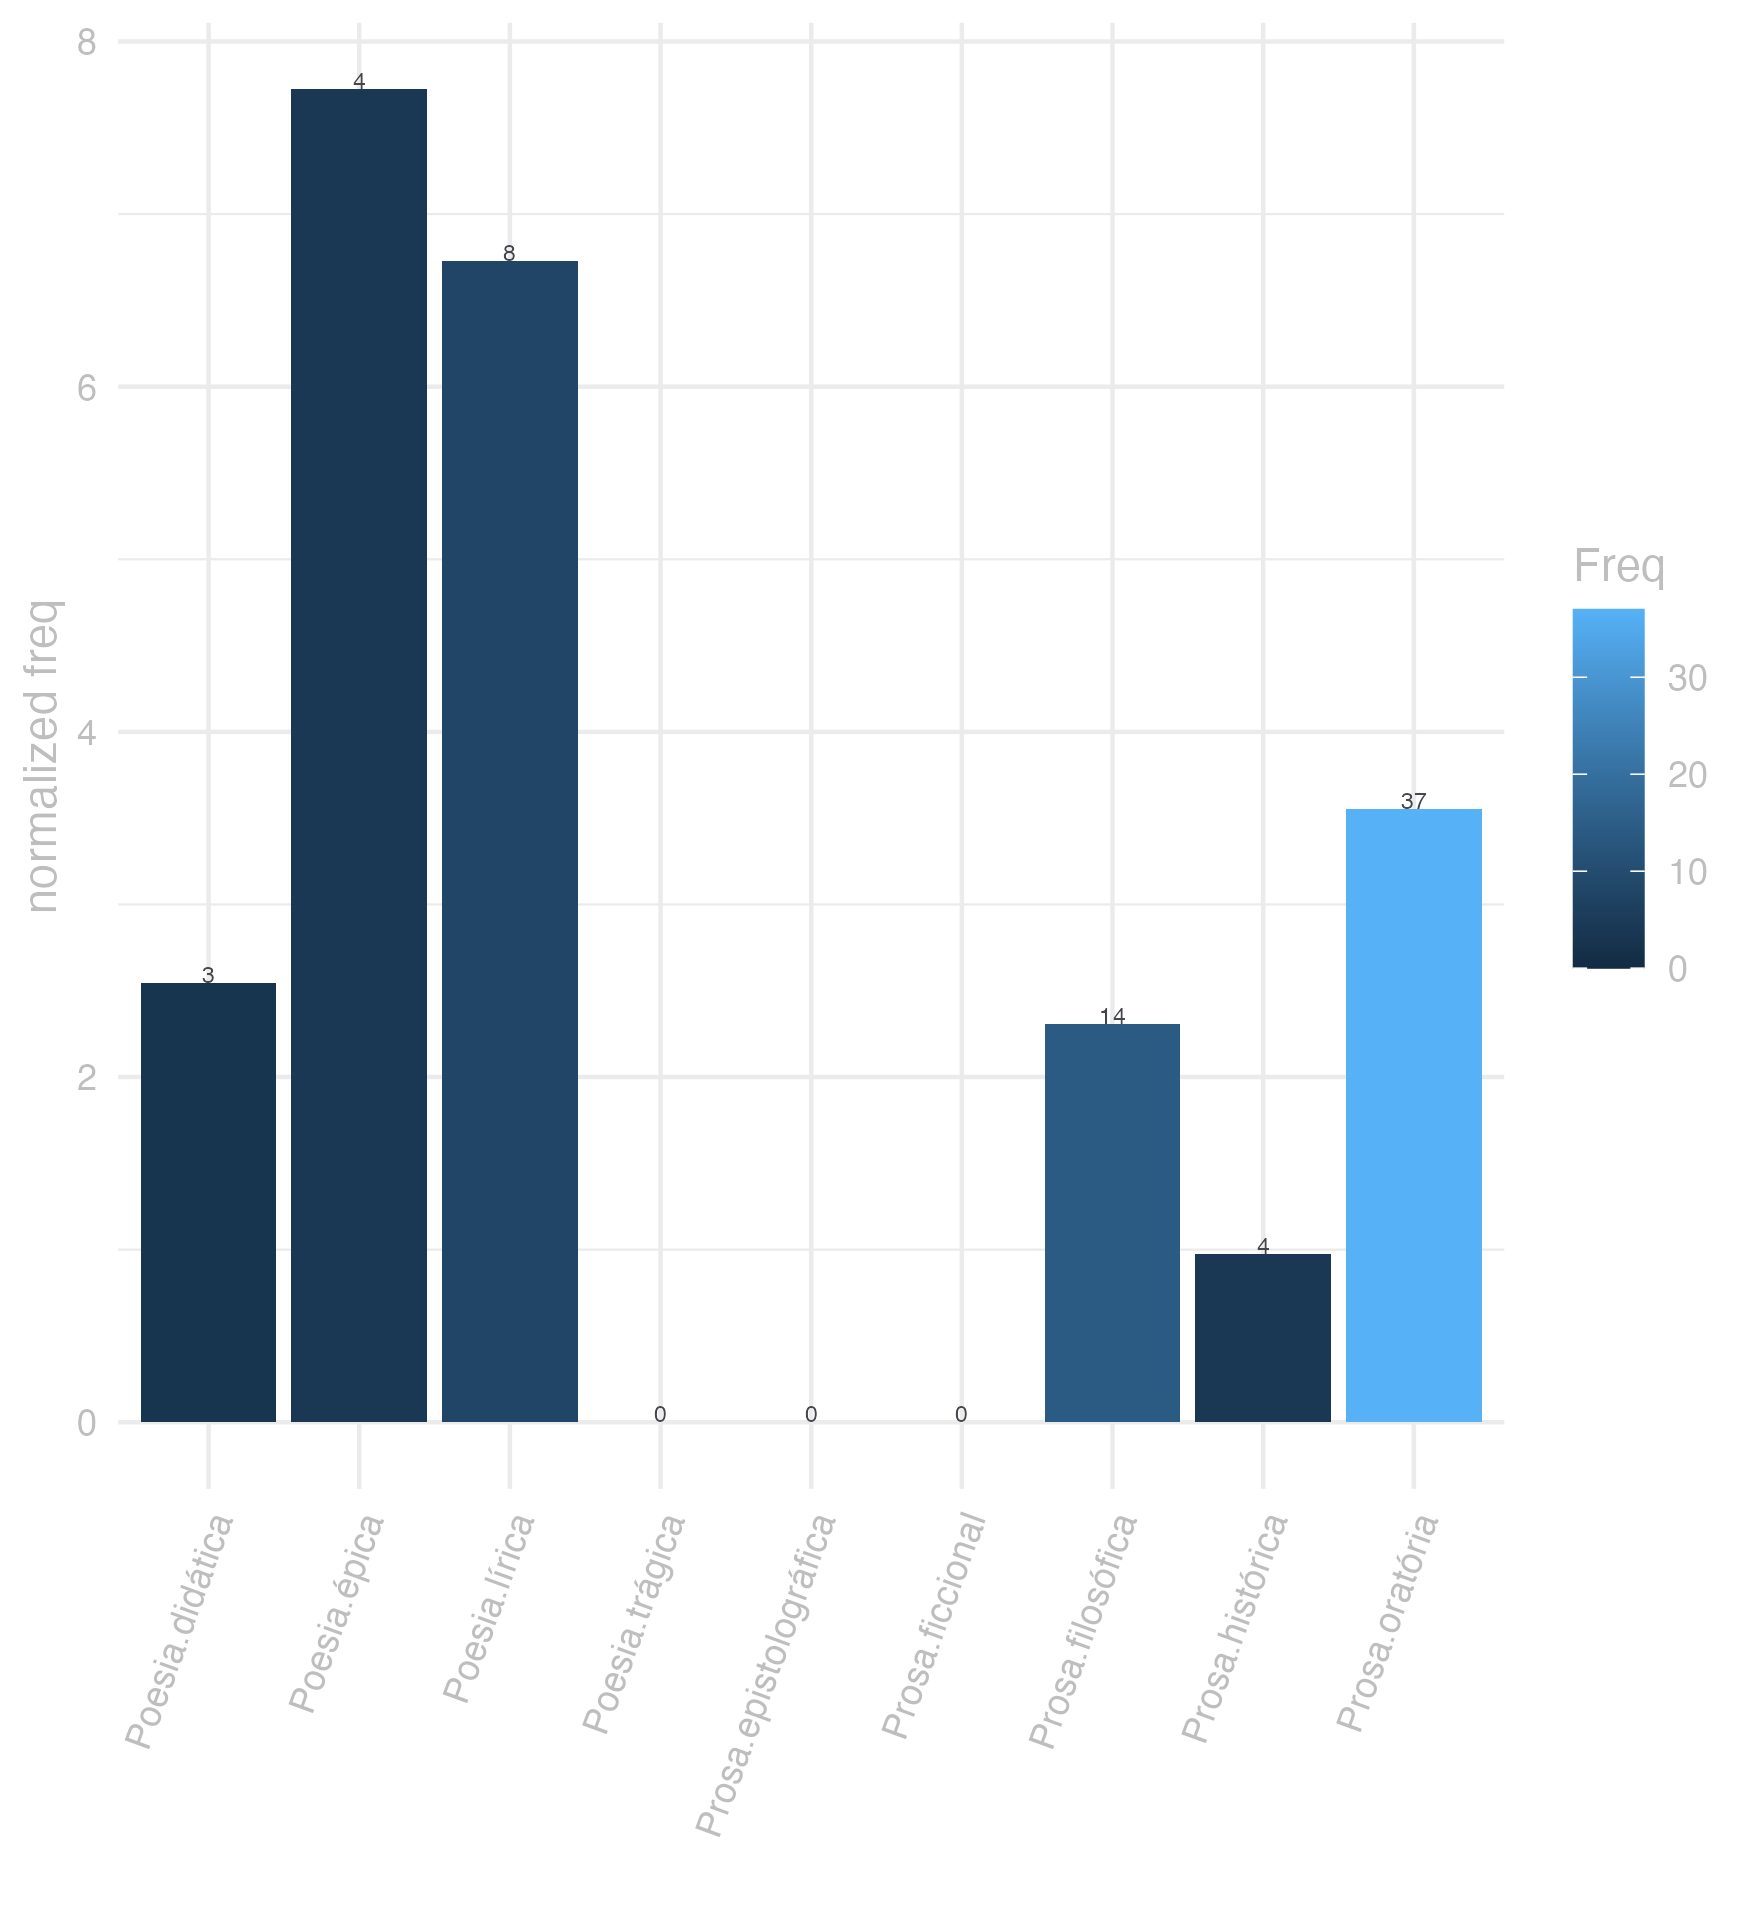 8
6
4
2
0
normalized freq
4
8
37
3
14
4
0
0
0
Poesia.didática
Poesia.épica
Poesia.lírica
Poesia.trágica
Prosa.epistolográfica
Prosa.ficcional
Prosa.filosófica
Prosa.histórica
Prosa.oratória
Freq
30
20
10
0